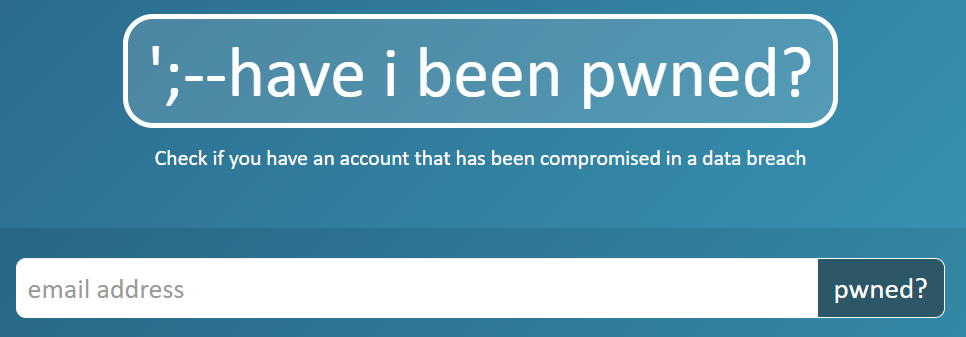 ';--have i been pwned?
Check if you have an account that has been compromised in a data breach
email address
pwned?